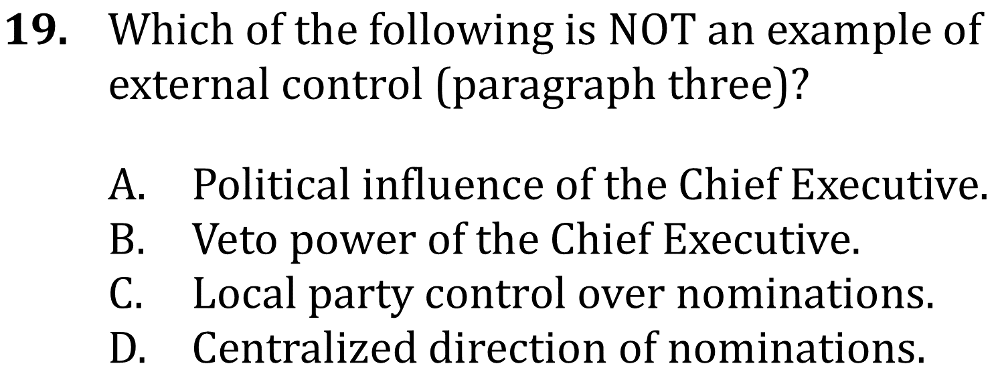 19. Which of the following is NOT an example of
external control (paragraph three)?
A. Political influence of the Chief Executive.
B. Veto power of the Chief Executive.
C. Local party control over nominations.
D. Centralized direction of nominations.